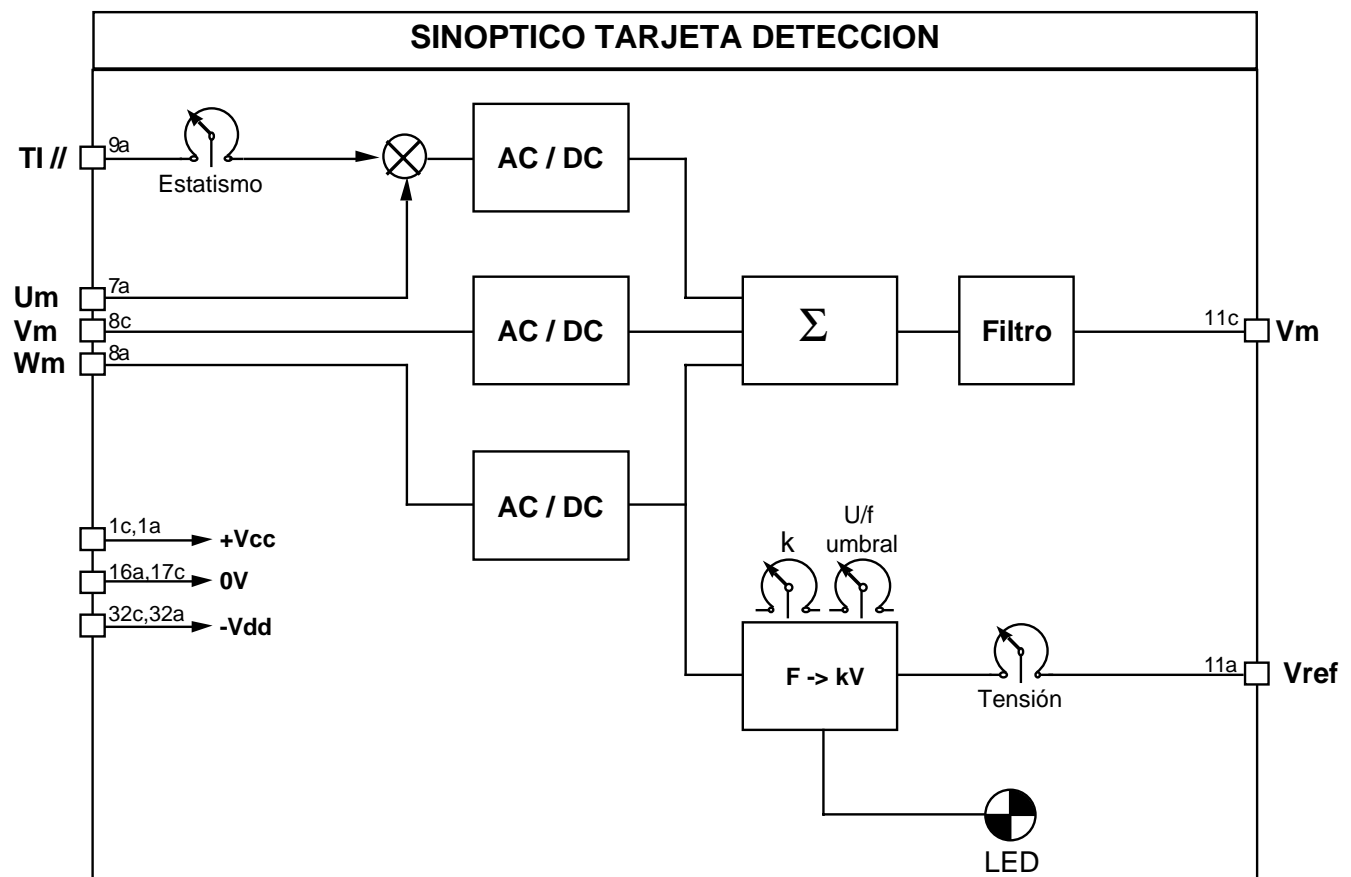 SINOPTICO TARJETA DETECCION
TI //
9a
Estatismo
AC / DC
Um
7a
Vm
8c
Wm
8a
AC / DC
Σ
Filtro
11c
Vm
AC / DC
1c,1a
+Vcc
16a,17c
0V
32c,32a
-Vdd
k
U/f
umbral
F -> kV
Tensión
11a
Vref
LED